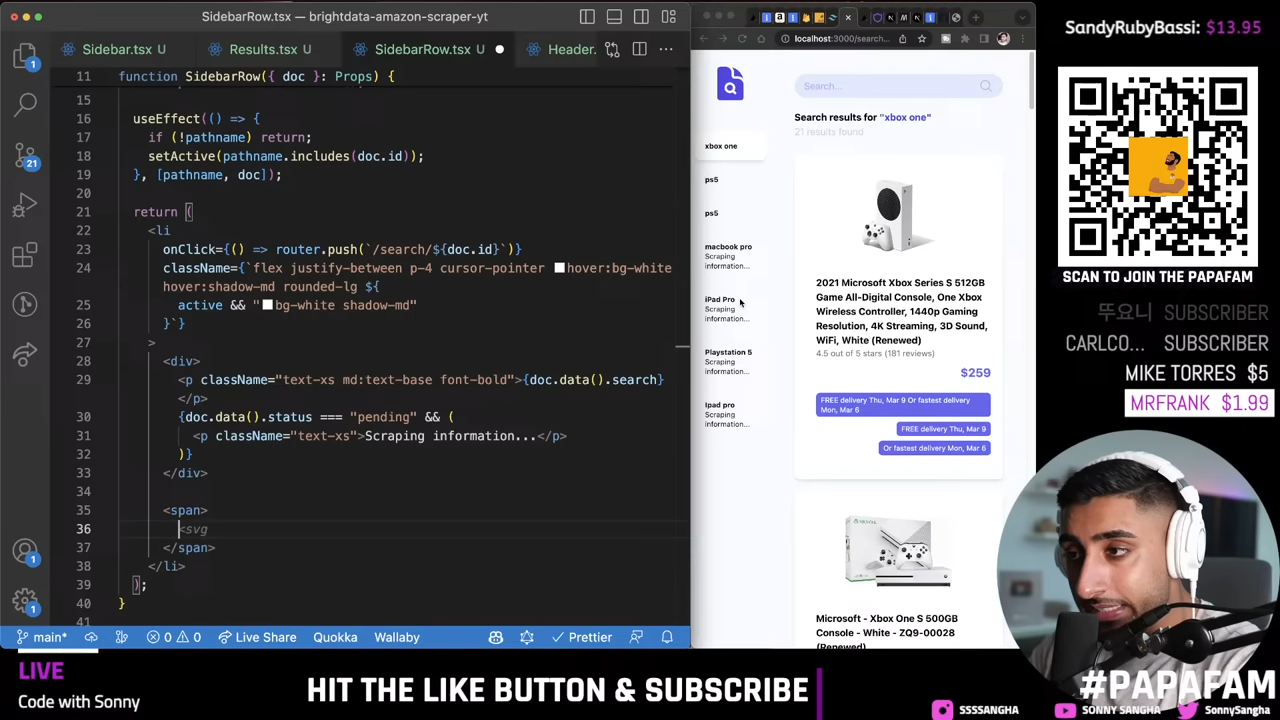 SidebarRow.tsx — brightdata-amazon-scraper-yt
Sidebar.tsx U
Results.tsx U
SidebarRow.tsx U
Header.
11 function SidebarRow({ doc }: Props) {
15
16 useEffect(() => {
17 if (!pathname) return;
18 setActive(pathname.includes(doc.id));
19 }, [pathname, doc]);
20
21 return (
22 <li
23 onClick={() => router.push(`/search/${doc.id}`)}
24 className={`flex justify-between p-4 cursor-pointer hover:bg-white
hover:shadow-md rounded-lg ${
25 active && "bg-white shadow-md"
26 }`}
27 >
28 <div>
29 <p className="text-xs md:text-base font-bold">{doc.data().search}
</p>
30 {doc.data().status === "pending" && (
31 <p className="text-xs">Scraping information...</p>
32 )}
33 </div>
34
35 <span>
36 <svg
37 </span>
38 </li>
39 );
40 }
41
1
21
1
1
main*
0 0
Live Share
Quokka
Wallaby
Prettier
localhost:3000/search...
Search...
Search results for "xbox one"
21 results found
xbox one
ps5
ps5
macbook pro
Scraping
information...
iPad Pro
Scraping
information...
Playstation 5
Scraping
information...
Ipad pro
Scraping
information...
2021 Microsoft Xbox Series S 512GB
Game All-Digital Console, One Xbox
Wireless Controller, 1440p Gaming
Resolution, 4K Streaming, 3D Sound,
WiFi, White (Renewed)
4.5 out of 5 stars (181 reviews)
$259
FREE delivery Thu, Mar 9 Or fastest delivery
Mon, Mar 6
FREE delivery Thu, Mar 9
Or fastest delivery Mon, Mar 6
Microsoft - Xbox One S 500GB
Console - White - ZQ9-00028
(Renewed)
SandyRubyBassi: $13.95
SCAN TO JOIN THE PAPAFAM
뚜요니 SUBSCRIBER
CARLCO... SUBSCRIBER
MIKE TORRES $5
MRFRANK $1.99
LIVE
Code with Sonny
HIT THE LIKE BUTTON & SUBSCRIBE
#PAPAFAM
SSSSANGHA
SONNY SANGHA
SONNYSANGHA